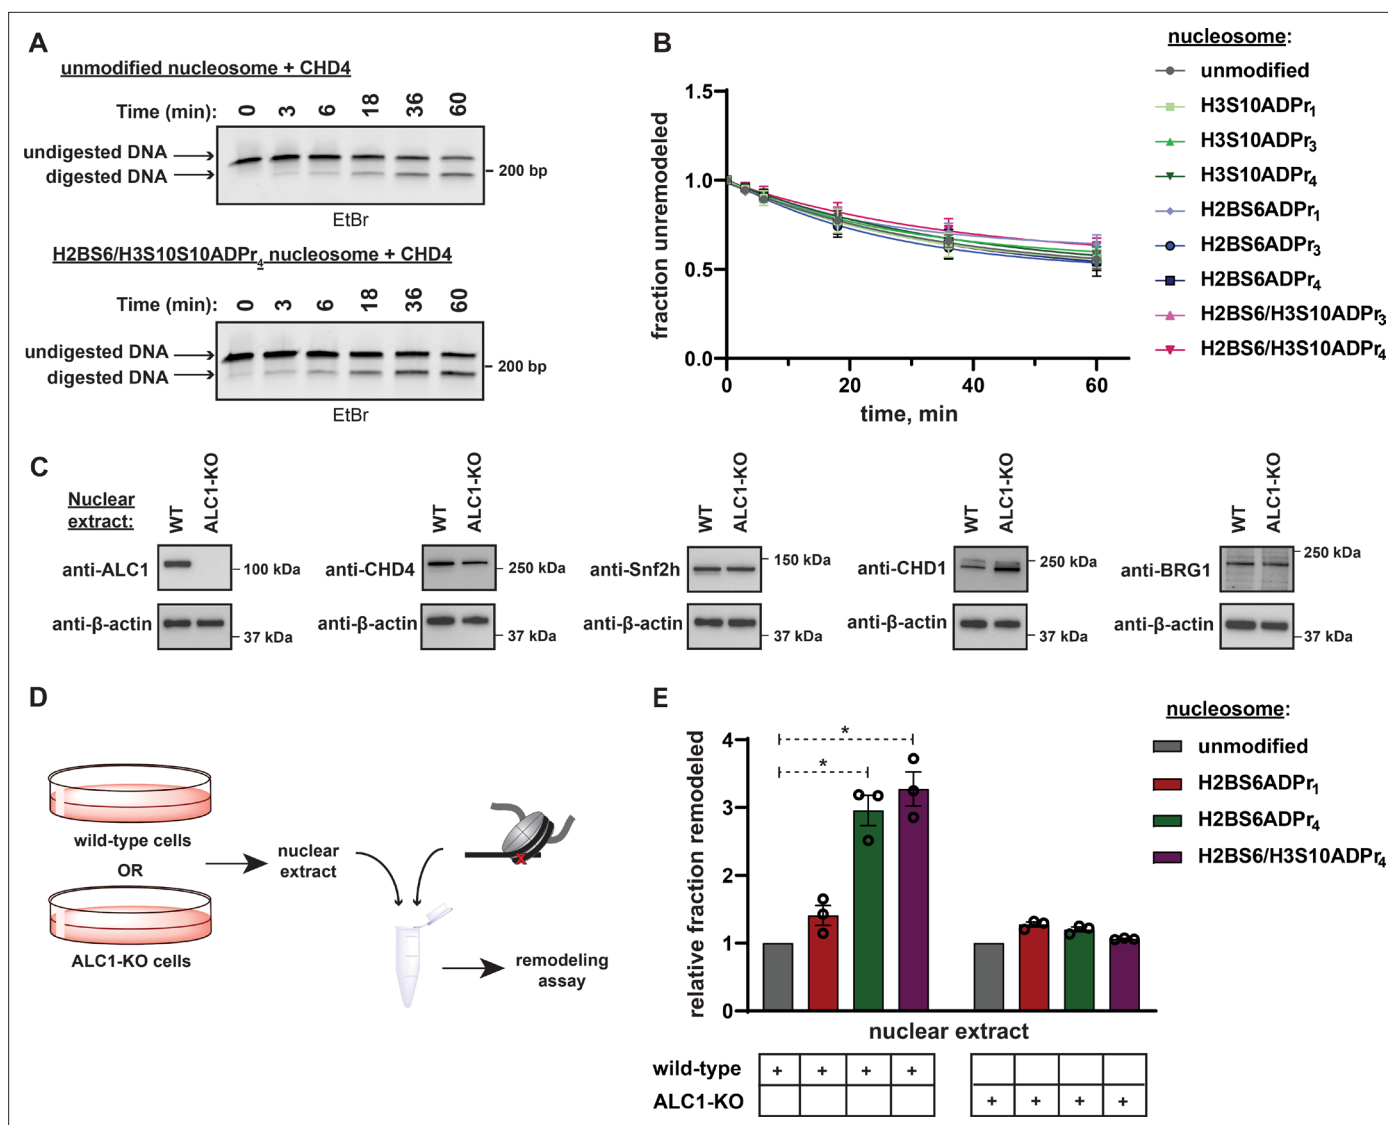 A
unmodified nucleosome + CHD4
Time (min): 0 3 6 18 36 60
undigested DNA
digested DNA
200 bp
EtBr
H2BS6/H3S10S10ADPr4 nucleosome + CHD4
Time (min): 0 3 6 18 36 60
undigested DNA
digested DNA
200 bp
EtBr
B
fraction unremodeled
1.5
1.0
0.5
0.0
0 20 40 60
time, min
nucleosome:
unmodified
H3S10ADPr1
H3S10ADPr3
H3S10ADPr4
H2BS6ADPr1
H2BS6ADPr3
H2BS6ADPr4
H2BS6/H3S10ADPr3
H2BS6/H3S10ADPr4
C
Nuclear
extract:
WT ALC1-KO
anti-ALC1
100 kDa
anti-β-actin
37 kDa
WT ALC1-KO
anti-CHD4
250 kDa
anti-β-actin
37 kDa
WT ALC1-KO
anti-Snf2h
150 kDa
anti-β-actin
37 kDa
WT ALC1-KO
anti-CHD1
250 kDa
anti-β-actin
37 kDa
WT ALC1-KO
anti-BRG1
250 kDa
anti-β-actin
37 kDa
D
wild-type cells
OR
ALC1-KO cells
nuclear
extract
x
remodeling
assay
E
relative fraction remodeled
4
3
2
1
0
*
*
nuclear extract
wild-type + + + +
ALC1-KO + + + +
nucleosome:
unmodified
H2BS6ADPr1
H2BS6ADPr4
H2BS6/H3S10ADPr4